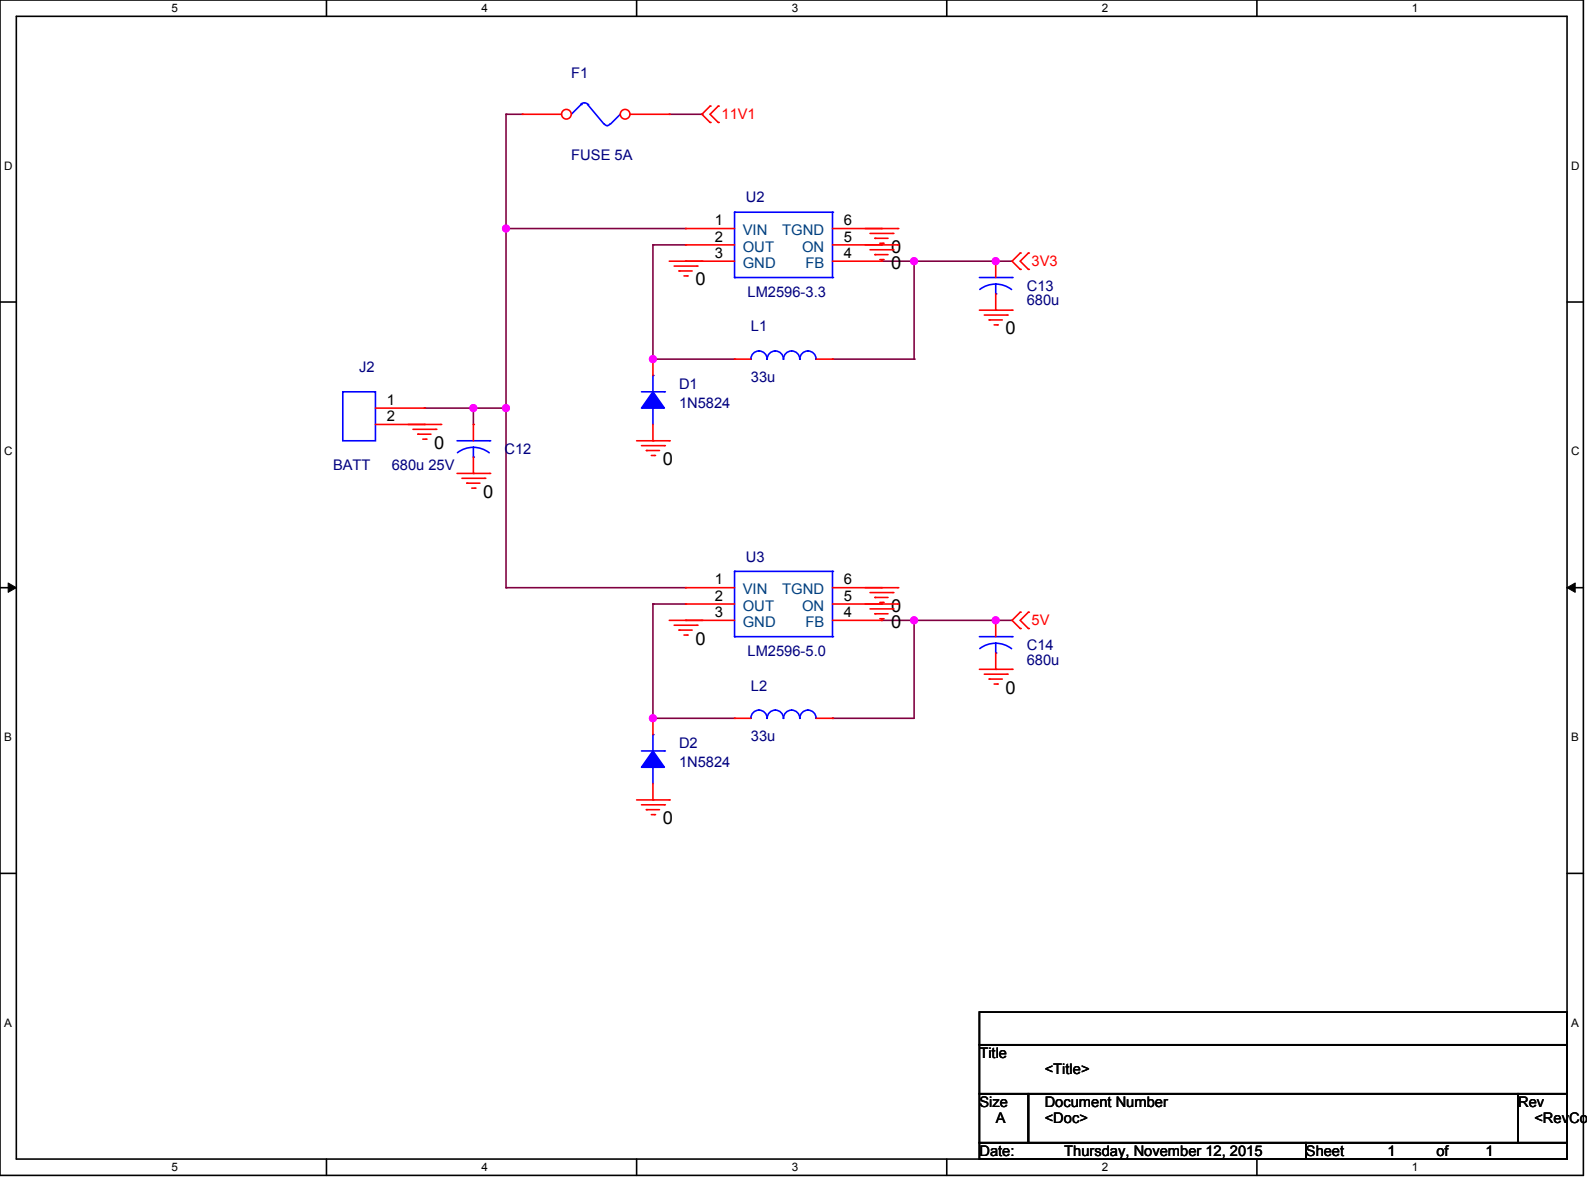 5 4 3 2 1
F1
11V1
FUSE 5A
D D
U2
1 VIN TGND 6
2 OUT ON 5
0
3 GND FB 4
0
0
3V3
LM2596-3.3
C13
680u
0
L1
33u
J2
D1
1N5824
1
2
0
C12
BATT
680u 25V
0
0
C C
U3
1 VIN TGND 6
2 OUT ON 5
0
3 GND FB 4
0
0
5V
LM2596-5.0
C14
680u
0
L2
33u
D2
1N5824
0
B B
A A
Title
<Title>
Size Document Number Rev
A <Doc> <RevCo
Date: Thursday, November 12, 2015 Sheet 1 of 1
5 4 3 2 1